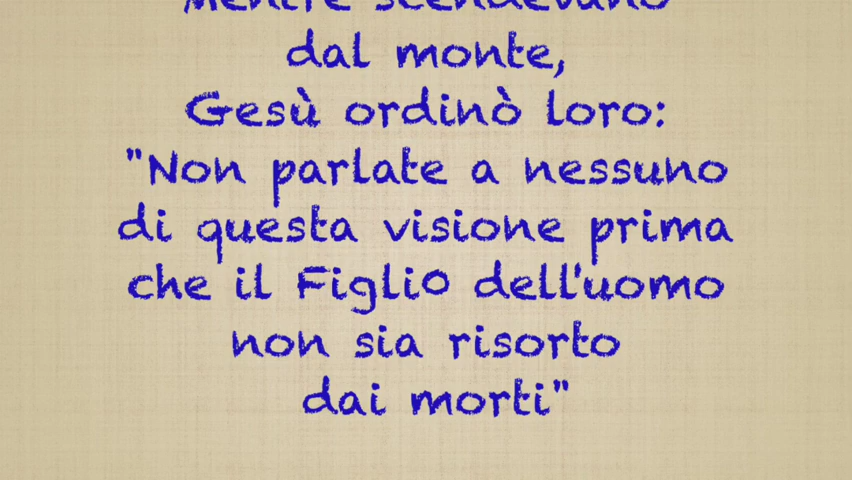 Mentre scendevano
dal monte,
Gesù ordinò loro:
"Non parlate a nessuno
di questa visione prima
che il Figlio dell'uomo
non sia risorto
dai morti"